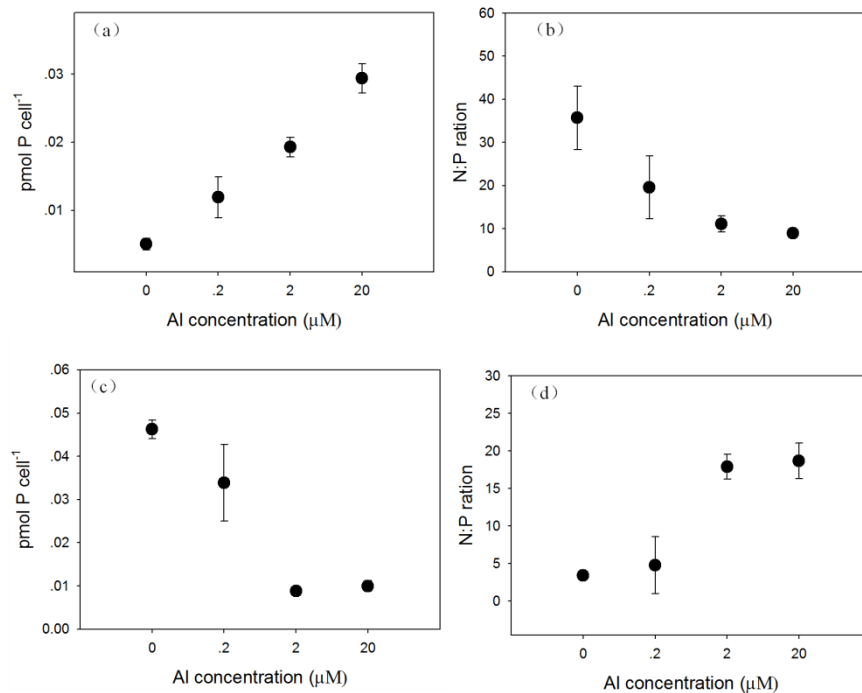 (a)
pmol P cell-1
.03
.02
.01
0 .2 2 20
Al concentration (µM)
(b)
N:P ration
60
50
40
30
20
10
0
0 .2 2 20
Al concentration (µM)
(c)
pmol P cell-1
.06
.05
.04
.03
.02
.01
0.00
0 .2 2 20
Al concentration (µM)
(d)
N:P ration
30
25
20
15
10
5
0
0 .2 2 20
Al concentration (µM)